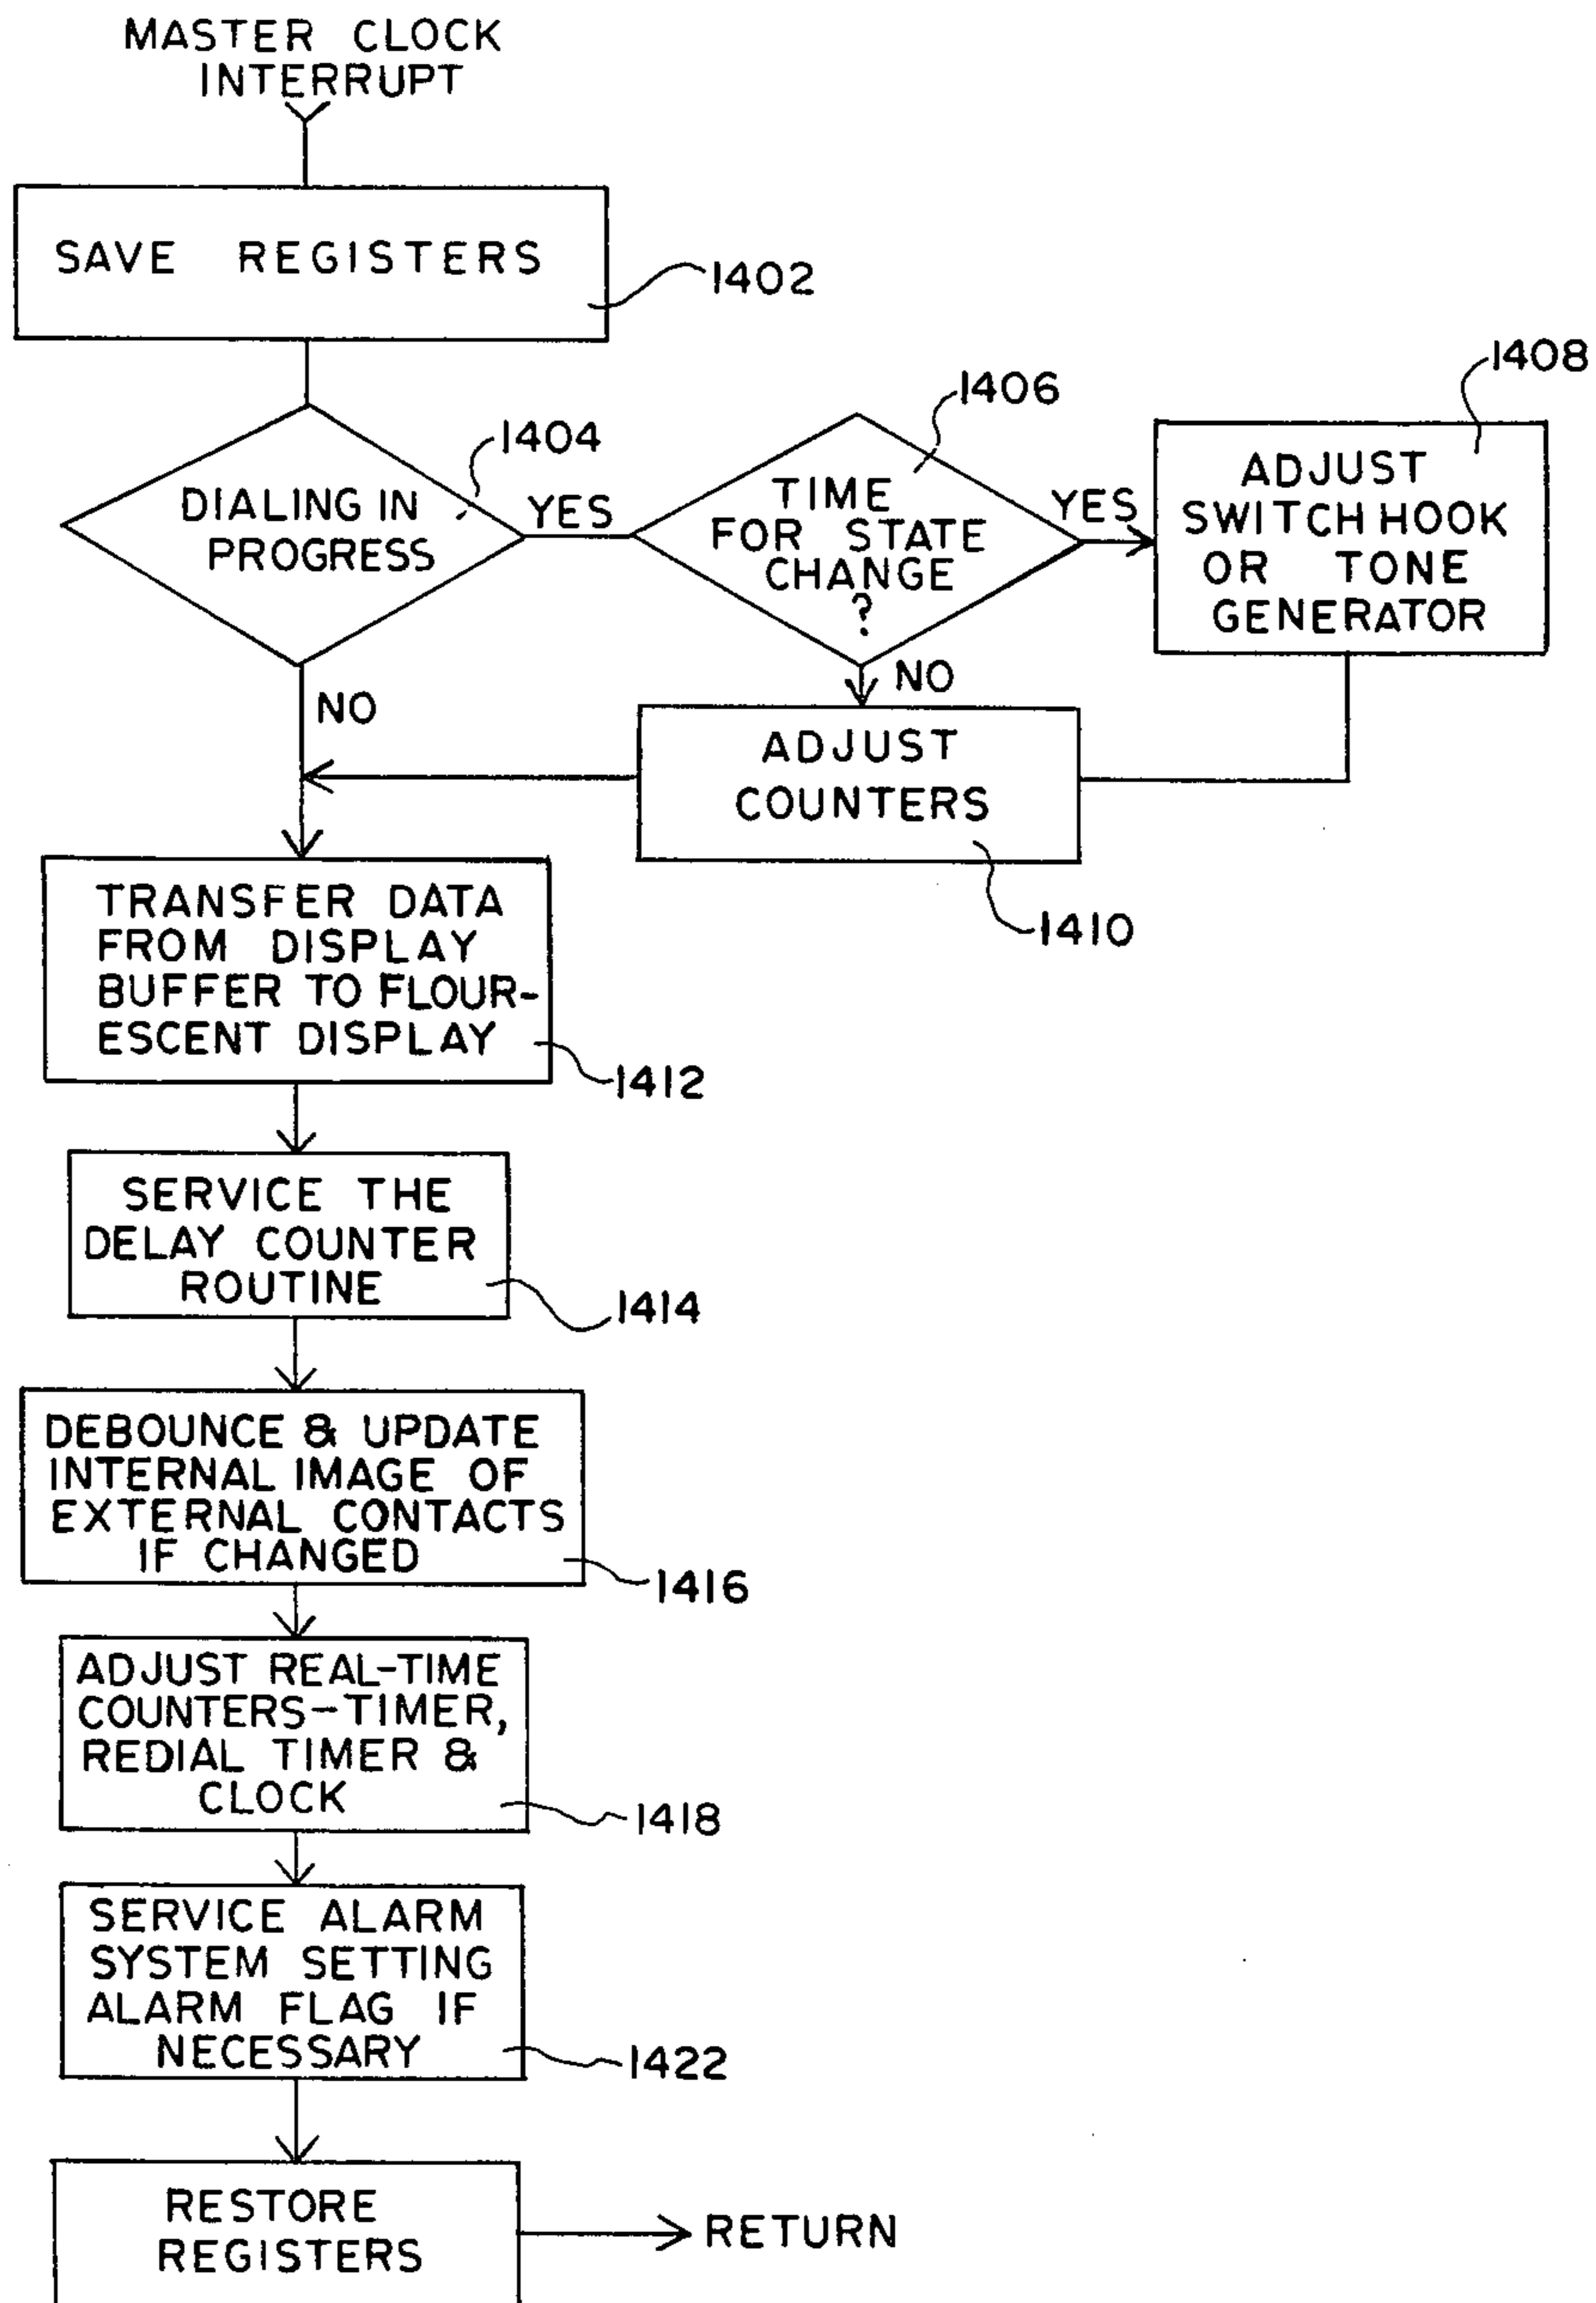 MASTER CLOCK
INTERRUPT
SAVE REGISTERS
1402
DIALING IN
PROGRESS
1404
YES
TIME
FOR STATE
CHANGE
?
1406
YES
ADJUST
SWITCH HOOK
OR TONE
GENERATOR
1408
NO
NO
ADJUST
COUNTERS
1410
TRANSFER DATA
FROM DISPLAY
BUFFER TO FLOUR-
ESCENT DISPLAY
1412
SERVICE THE
DELAY COUNTER
ROUTINE
1414
DEBOUNCE & UPDATE
INTERNAL IMAGE OF
EXTERNAL CONTACTS
IF CHANGED
1416
ADJUST REAL-TIME
COUNTERS-TIMER,
REDIAL TIMER &
CLOCK
1418
SERVICE ALARM
SYSTEM SETTING
ALARM FLAG IF
NECESSARY
1422
RESTORE
REGISTERS
RETURN